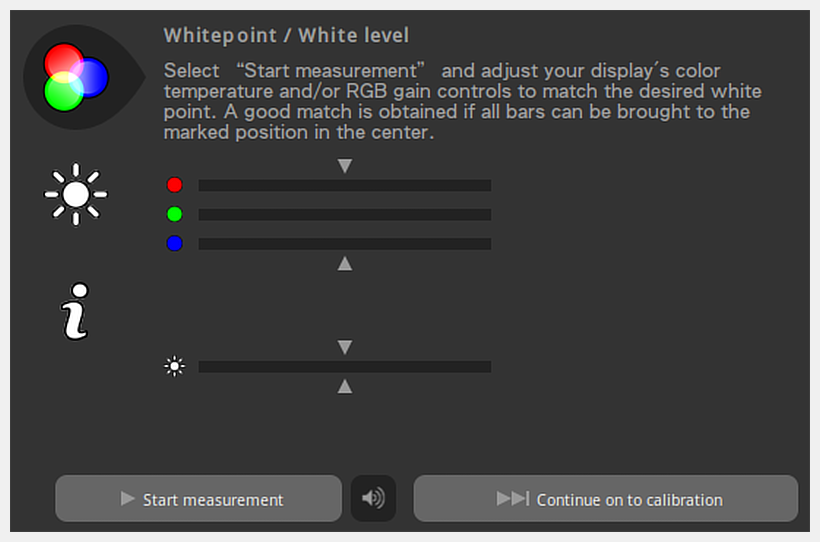 Whitepoint / White level
Select “Start measurement” and adjust your display′s color
temperature and/or RGB gain controls to match the desired white
point. A good match is obtained if all bars can be brought to the
marked position in the center.
Start measurement
Continue on to calibration